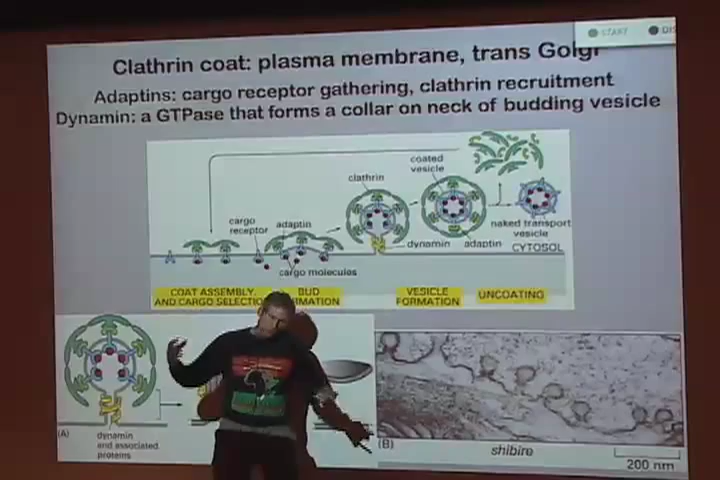 START
Clathrin coat: plasma membrane, trans Golgi
Adaptins: cargo receptor gathering, clathrin recruitment
Dynamin: a GTPase that forms a collar on neck of budding vesicle
coated
vesicle
clathrin
cargo
receptor
adaptin
naked transport
vesicle
dynamin
adaptin
CYTOSOL
cargo molecules
COAT ASSEMBLY
AND CARGO SELECTION
BUD
VESICLE
FORMATION
UNCOATING
(A)
dynamin
and associated
proteins
(B)
shibire
200 nm